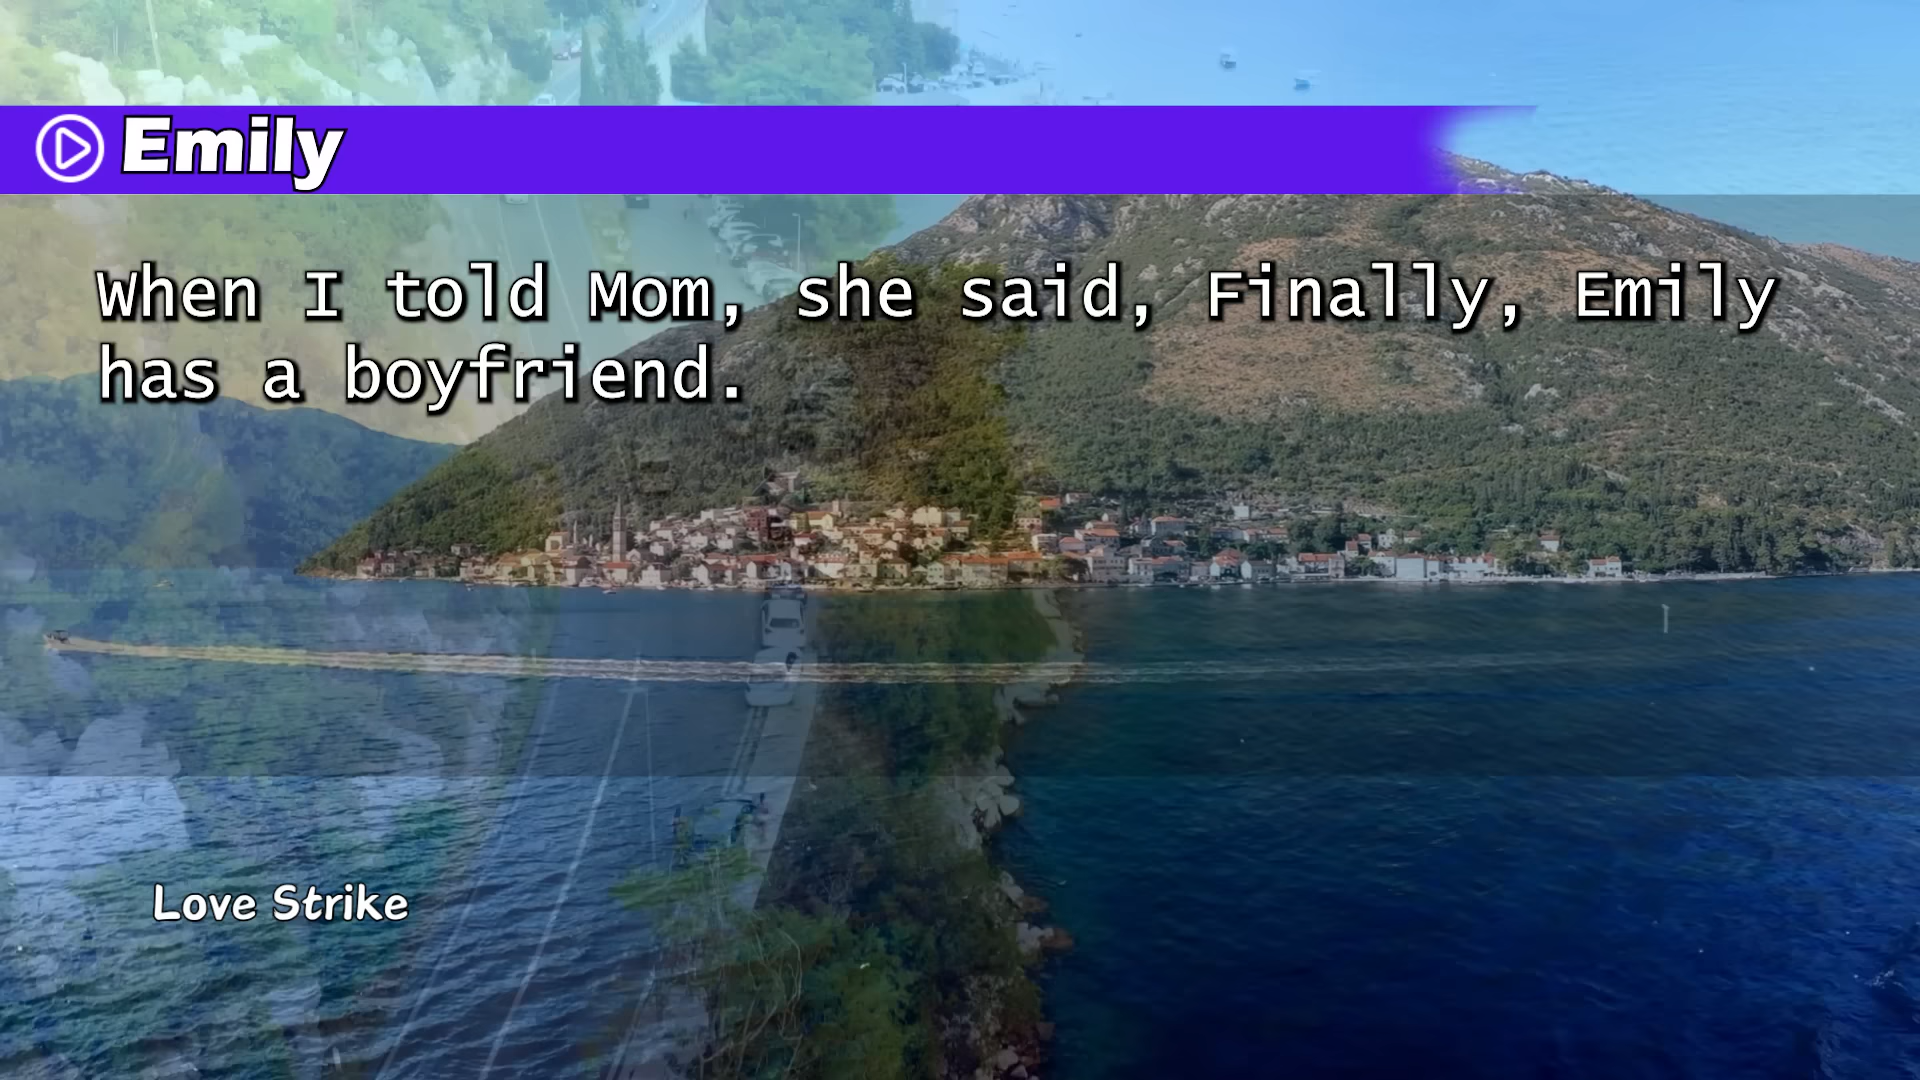 Emily
When I told Mom, she said, Finally, Emily
has a boyfriend.
Love Strike